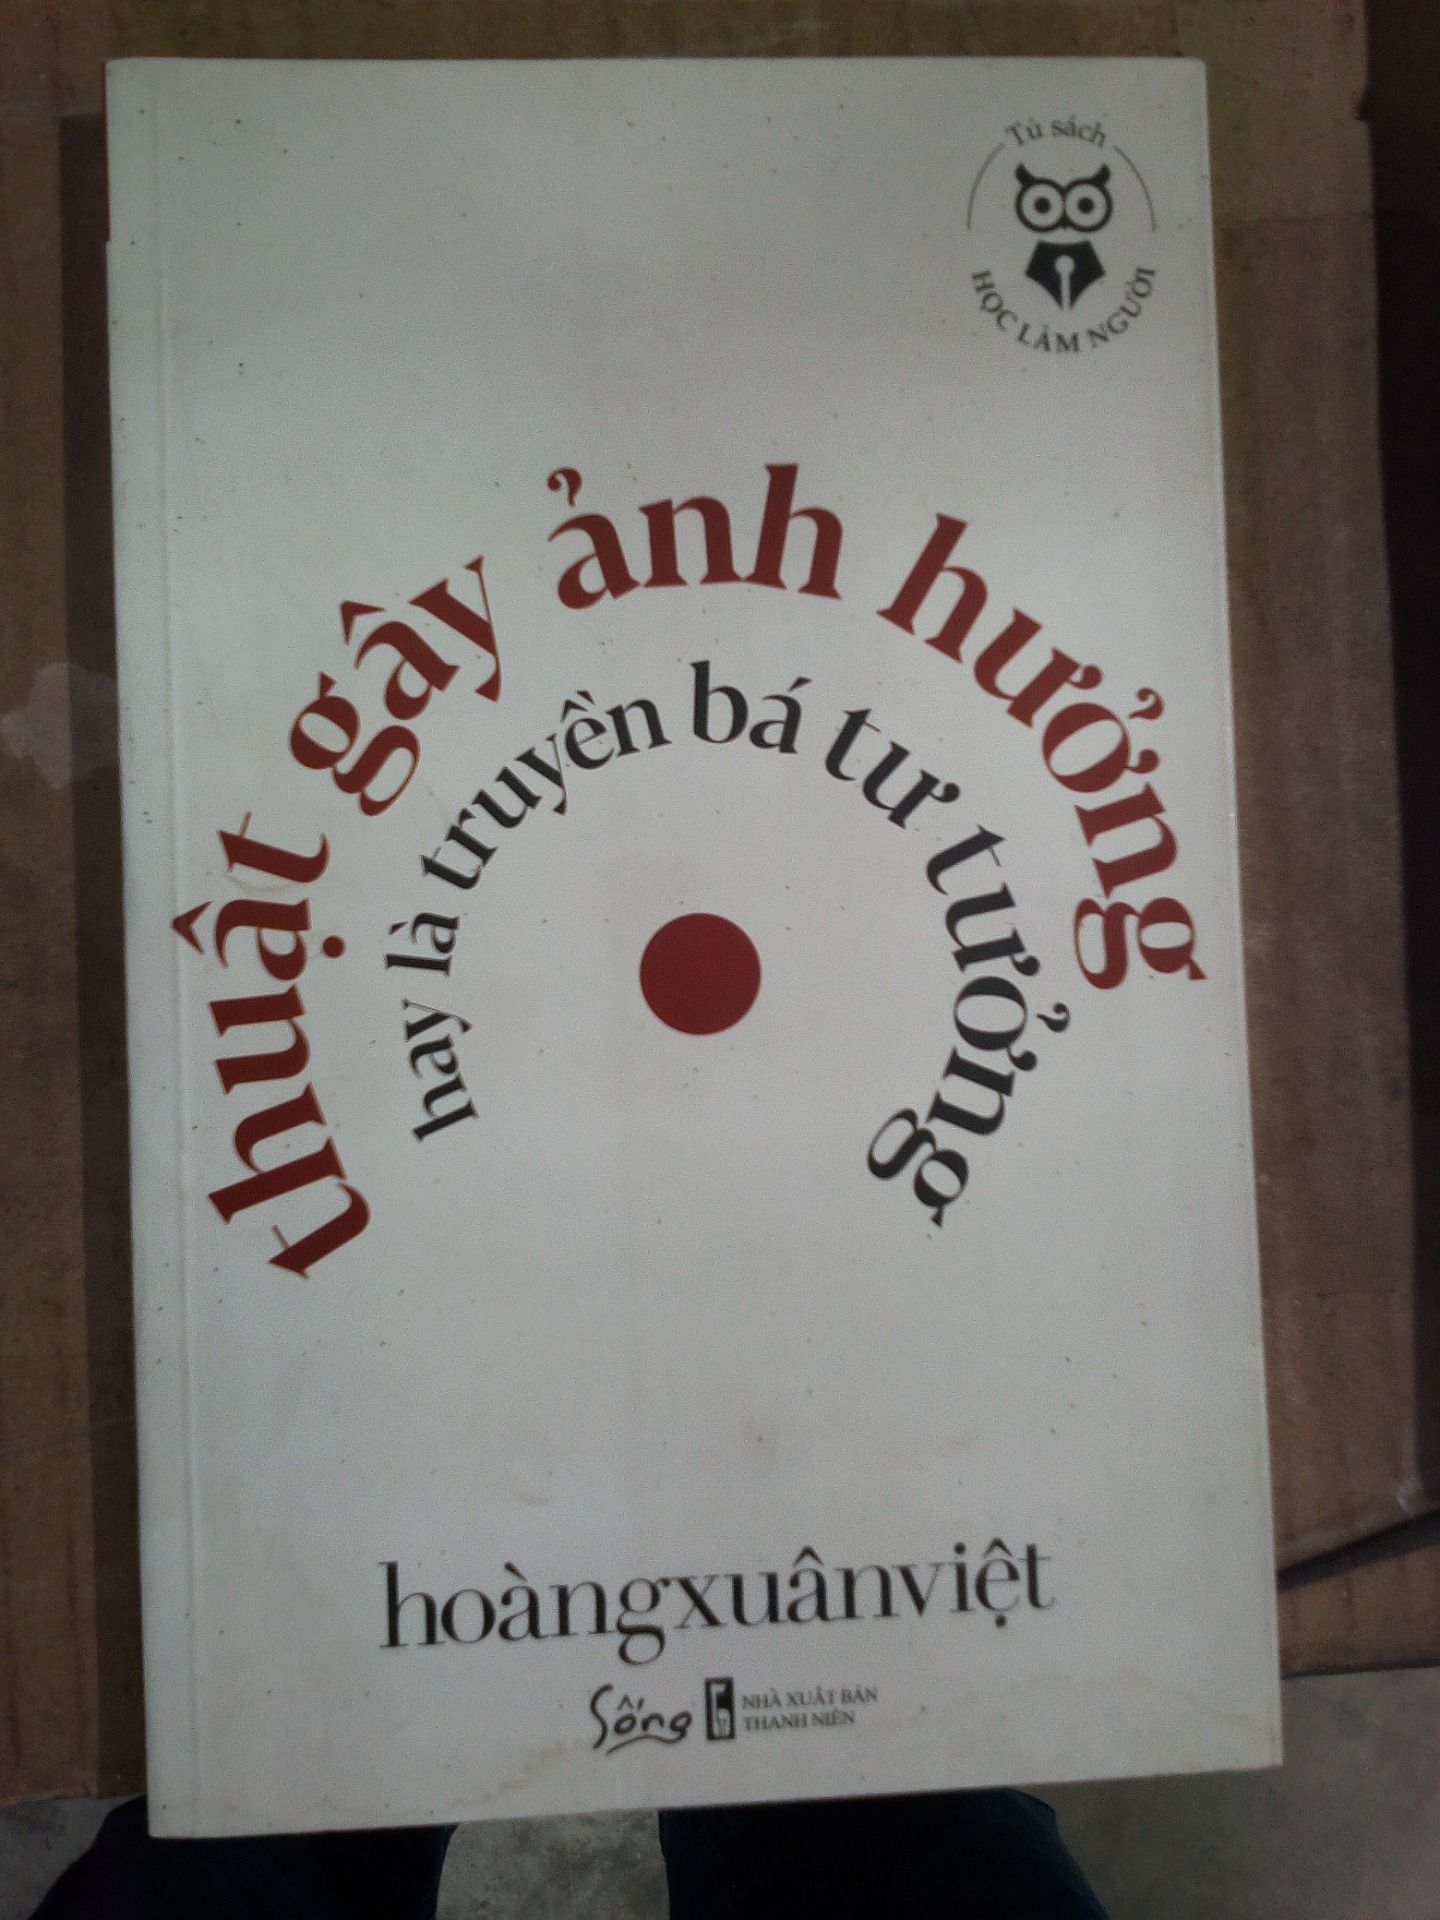 Tủ sách
HỌC LÀM NGƯỜI
thuật gây ảnh hưởng
hay là truyền bá tư tưởng
hoàngxuânviệt
Sống
NHÀ XUẤT BẢN
THANH NIÊN